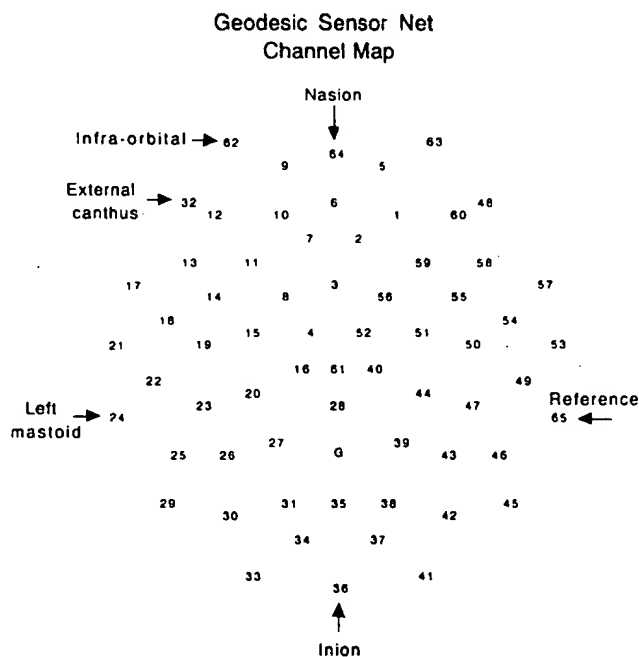 Geodesic Sensor Net
Channel Map
Nasion
Infra-orbital 62 63
64
9 5
External
canthus
32 6 48
12 10 1 60
7 2
13 11 59 58
17 3 57
14 8 56 55
18 54
15 4 52 51
21 19 50 53
16 61 40
22 49
20 44
Left
mastoid
Reference
23 28 47
24 65
27 39
25 26 G 43 46
29 31 35 38 45
30 42
34 37
33 41
36
Inion